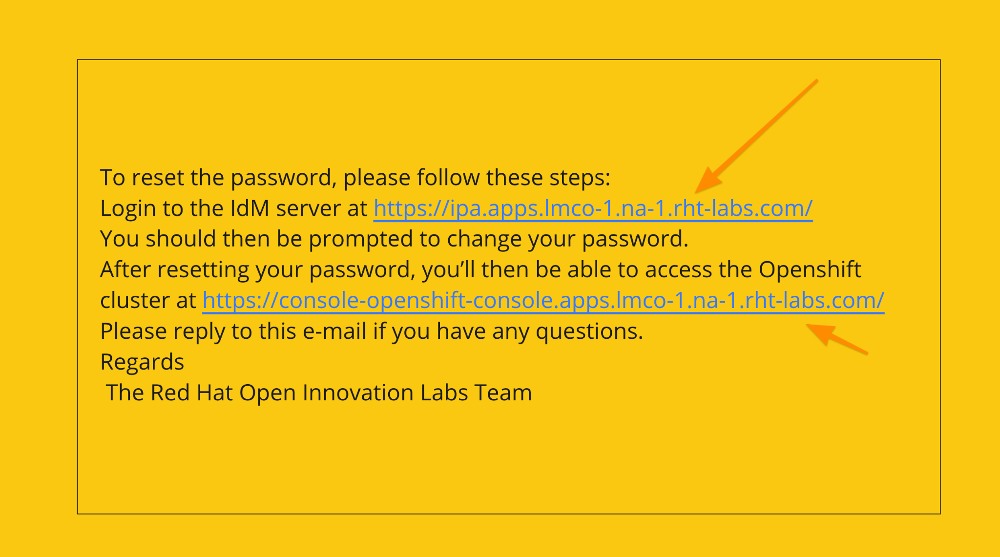 To reset the password, please follow these steps:
Login to the IdM server at https://ipa.apps.lmco-1.na-1.rht-labs.com/
You should then be prompted to change your password.
After resetting your password, you’ll then be able to access the Openshift
cluster at https://console-openshift-console.apps.lmco-1.na-1.rht-labs.com/
Please reply to this e-mail if you have any questions.
Regards
The Red Hat Open Innovation Labs Team